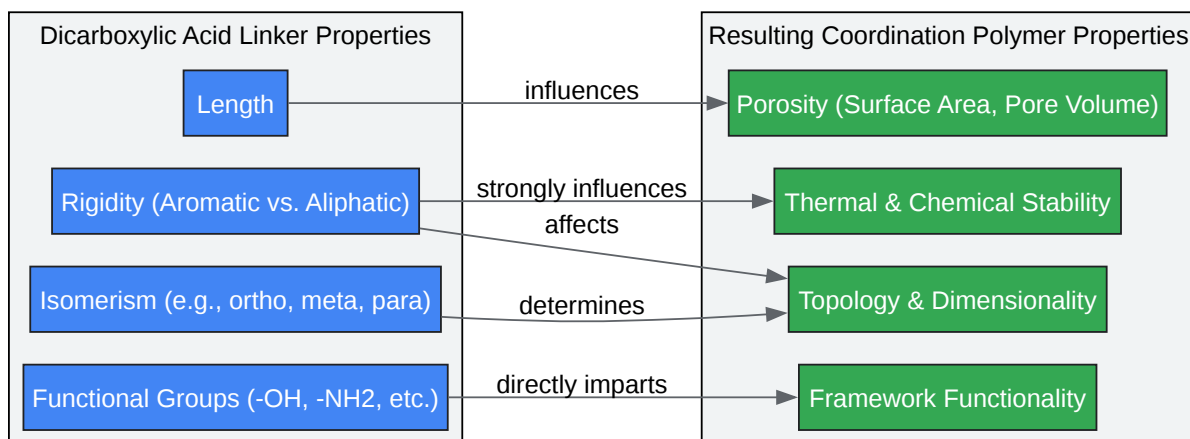 Dicarboxylic Acid Linker Properties
Resulting Coordination Polymer Properties
Length
influences
Porosity (Surface Area, Pore Volume)
Rigidity (Aromatic vs. Aliphatic)
strongly influences
Thermal & Chemical Stability
affects
Isomerism (e.g., ortho, meta, para)
determines
Topology & Dimensionality
Functional Groups (-OH, -NH2, etc.)
directly imparts
Framework Functionality